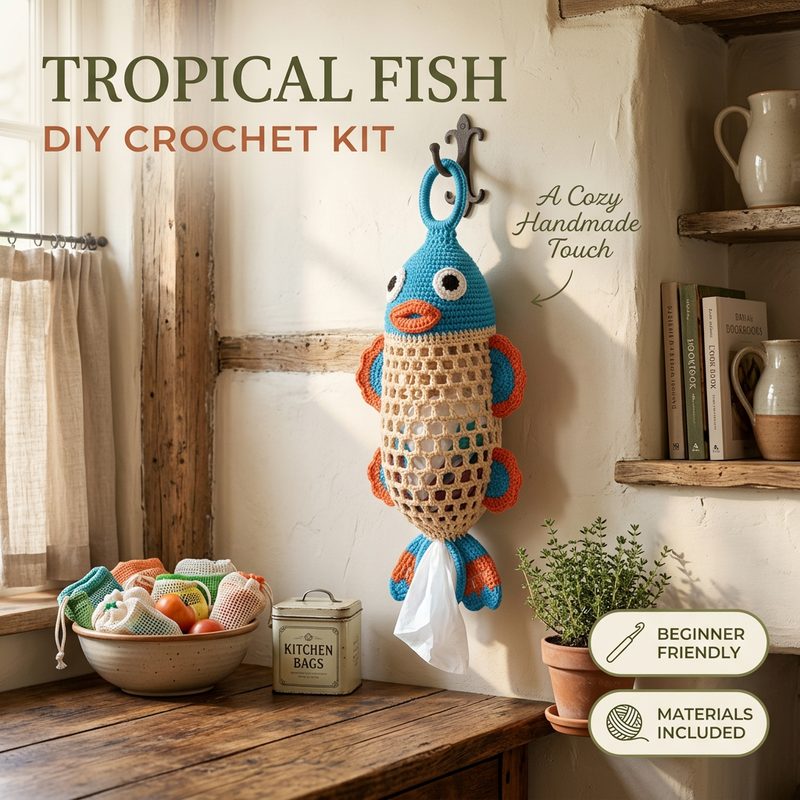 TROPICAL FISH
DIY CROCHET KIT
A Cozy
Handmade
Touch
COOK BOOK
KITCHEN
BAGS
BEGINNER
FRIENDLY
MATERIALS
INCLUDED